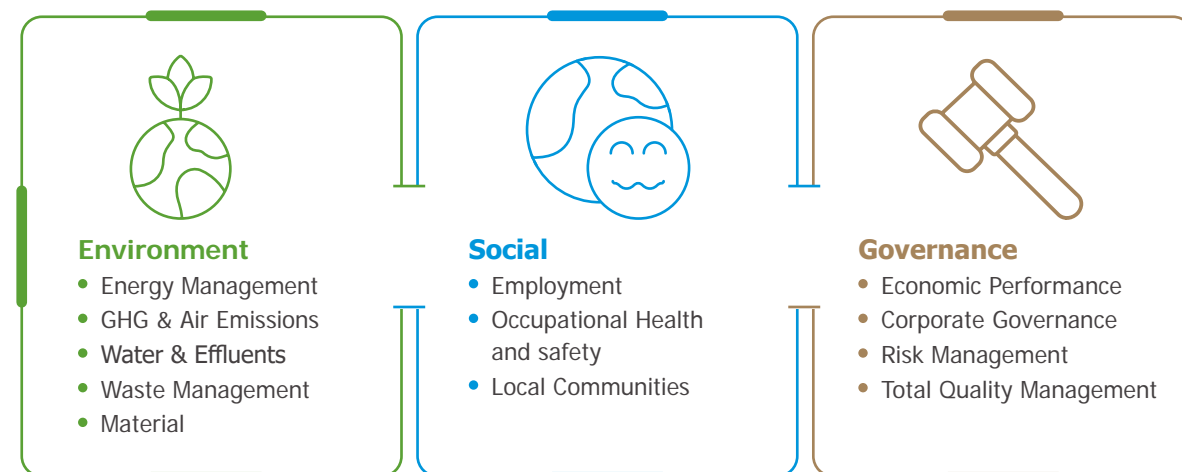 Environment
• Energy Management
• GHG & Air Emissions
• Water & Effluents
• Waste Management
• Material
Social
• Employment
• Occupational Health
and safety
• Local Communities
Governance
• Economic Performance
• Corporate Governance
• Risk Management
• Total Quality Management